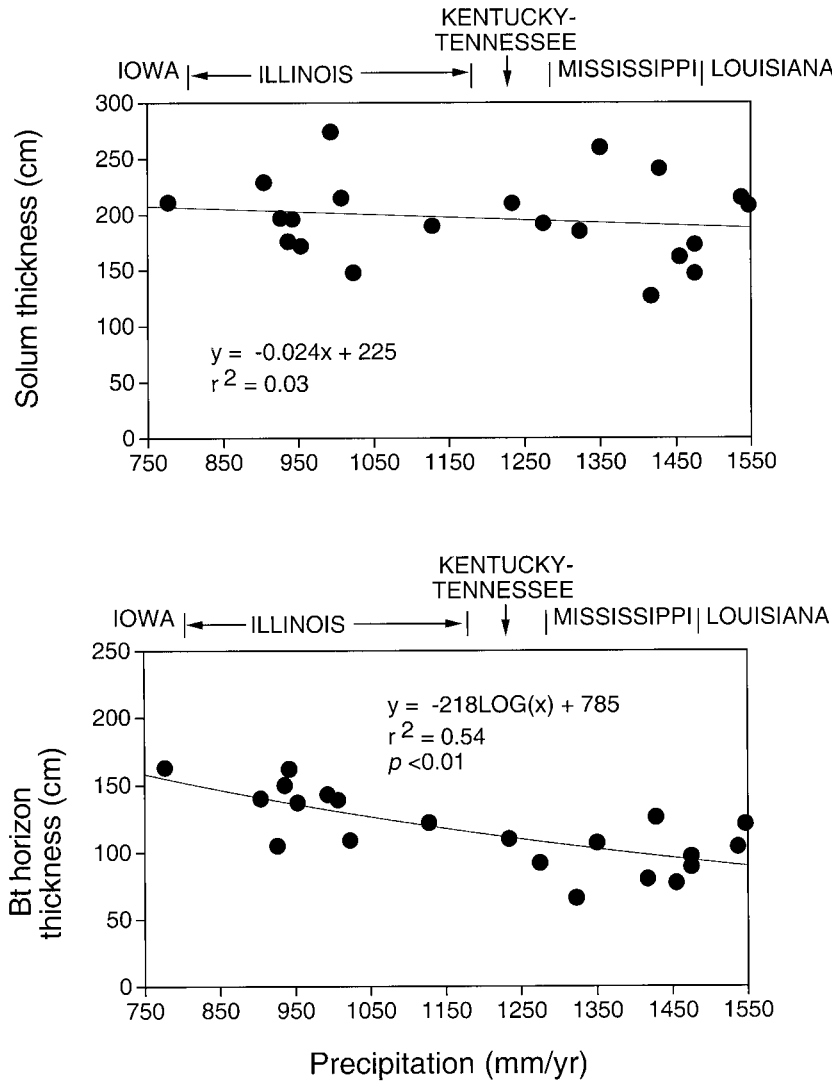 KENTUCKY-
TENNESSEE
IOWA ILLINOIS MISSISSIPPI LOUISIANA
300
250
200
150
100
50
0
Solum thickness (cm)
y = -0.024x + 225
r 2 = 0.03
750 850 950 1050 1150 1250 1350 1450 1550
KENTUCKY-
TENNESSEE
IOWA ILLINOIS MISSISSIPPI LOUISIANA
250
200
150
100
50
0
Bt horizon
thickness (cm)
y = -218LOG(x) + 785
r 2 = 0.54
p <0.01
750 850 950 1050 1150 1250 1350 1450 1550
Precipitation (mm/yr)